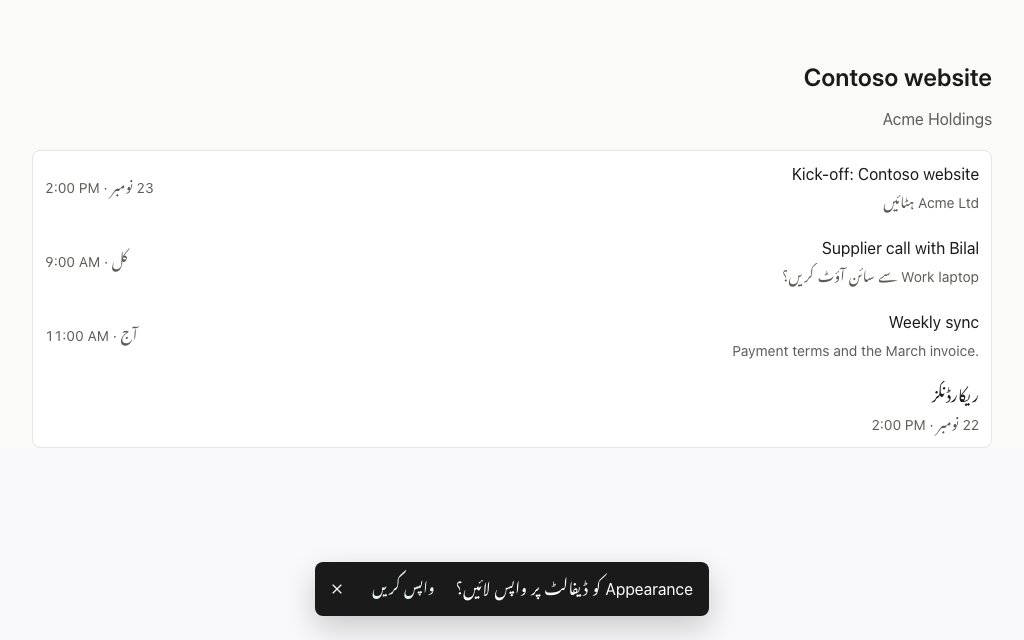 Contoso website
Acme Holdings
Kick-off: Contoso website
Acme Ltd ہٹائیں
23 نومبر · 2:00 PM
Supplier call with Bilal
Work laptop سے سائن آؤٹ کریں؟
کل · 9:00 AM
Weekly sync
Payment terms and the March invoice.
آج · 11:00 AM
ریکارڈنگز
22 نومبر · 2:00 PM
Appearance کو ڈیفالٹ پر واپس لائیں؟ واپس کریں ×